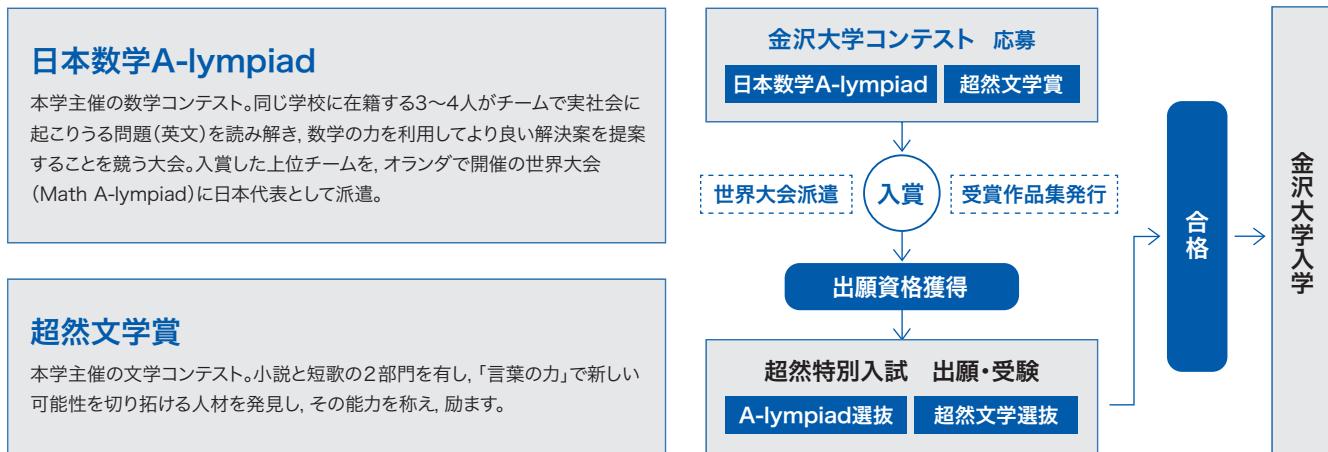 日本数学A-lympiad
本学主催の数学コンテスト。同じ学校に在籍する3〜4人がチームで実社会に
起こりうる問題（英文）を読み解き, 数学の力を利用してより良い解決案を提案
することを競う大会。入賞した上位チームを, オランダで開催の世界大会
（Math A-lympiad）に日本代表として派遣。
超然文学賞
本学主催の文学コンテスト。小説と短歌の2部門を有し, 「言葉の力」で新しい
可能性を切り拓ける人材を発見し, その能力を称え, 励ます。
金沢大学コンテスト 応募
日本数学A-lympiad 超然文学賞
世界大会派遣 入賞 受賞作品集発行
出願資格獲得
超然特別入試 出願・受験
A-lympiad選抜 超然文学選抜
合格
金沢大学入学